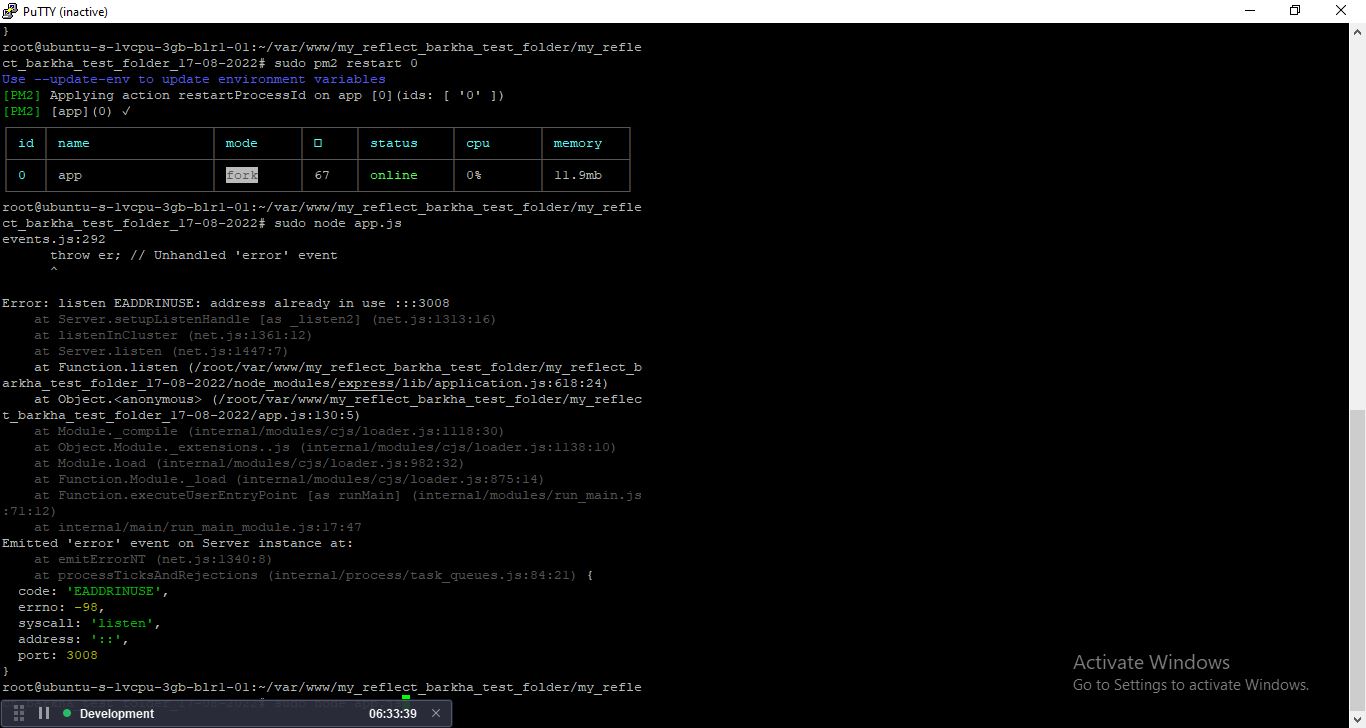 PuTTY (inactive)
}
root@ubuntu-s-1vcpu-3gb-blr1-01:~/var/www/my_reflect_barkha_test_folder/my_refle
ct_barkha_test_folder_17-08-2022# sudo pm2 restart 0
Use --update-env to update environment variables
[PM2] Applying action restartProcessId on app [0](ids: [ '0' ])
[PM2] [app](0) ✓
id name mode □ status cpu memory
0 app fork 67 online 0% 11.9mb
root@ubuntu-s-1vcpu-3gb-blr1-01:~/var/www/my_reflect_barkha_test_folder/my_refle
ct_barkha_test_folder_17-08-2022# sudo node app.js
events.js:292
throw er; // Unhandled 'error' event
^
Error: listen EADDRINUSE: address already in use :::3008
at Server.setupListenHandle [as _listen2] (net.js:1313:16)
at listenInCluster (net.js:1361:12)
at Server.listen (net.js:1447:7)
at Function.listen (/root/var/www/my_reflect_barkha_test_folder/my_reflect_b
arkha_test_folder_17-08-2022/node_modules/express/lib/application.js:618:24)
at Object.<anonymous> (/root/var/www/my_reflect_barkha_test_folder/my_reflec
t_barkha_test_folder_17-08-2022/app.js:130:5)
at Module._compile (internal/modules/cjs/loader.js:1118:30)
at Object.Module._extensions..js (internal/modules/cjs/loader.js:1138:10)
at Module.load (internal/modules/cjs/loader.js:982:32)
at Function.Module._load (internal/modules/cjs/loader.js:875:14)
at Function.executeUserEntryPoint [as runMain] (internal/modules/run_main.js
:71:12)
at internal/main/run_main_module.js:17:47
Emitted 'error' event on Server instance at:
at emitErrorNT (net.js:1340:8)
at processTicksAndRejections (internal/process/task_queues.js:84:21) {
code: 'EADDRINUSE',
errno: -98,
syscall: 'listen',
address: '::',
port: 3008
}
root@ubuntu-s-1vcpu-3gb-blr1-01:~/var/www/my_reflect_barkha_test_folder/my_refle
Development 06:33:39
Activate Windows
Go to Settings to activate Windows.